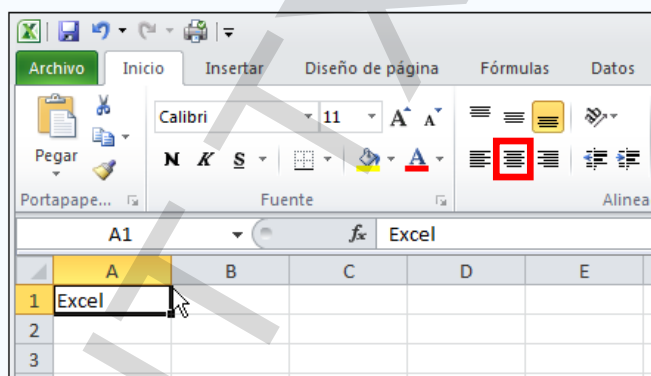 Archivo Inicio Insertar Diseño de página Fórmulas Datos
Calibri 11 A A
Pegar N K S A
Portapape... Fuente Alinea
A1 fx Excel
A B C D E
1 Excel
2
3